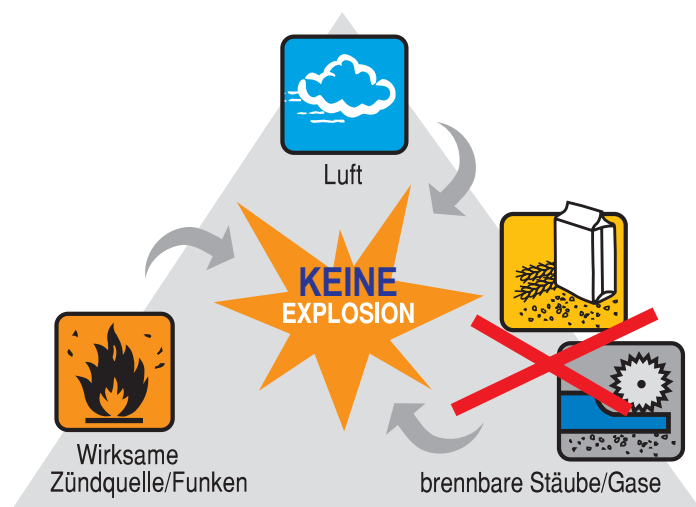 Luft
KEINE
EXPLOSION
Wirksame
Zündquelle/Funken
brennbare Stäube/Gase